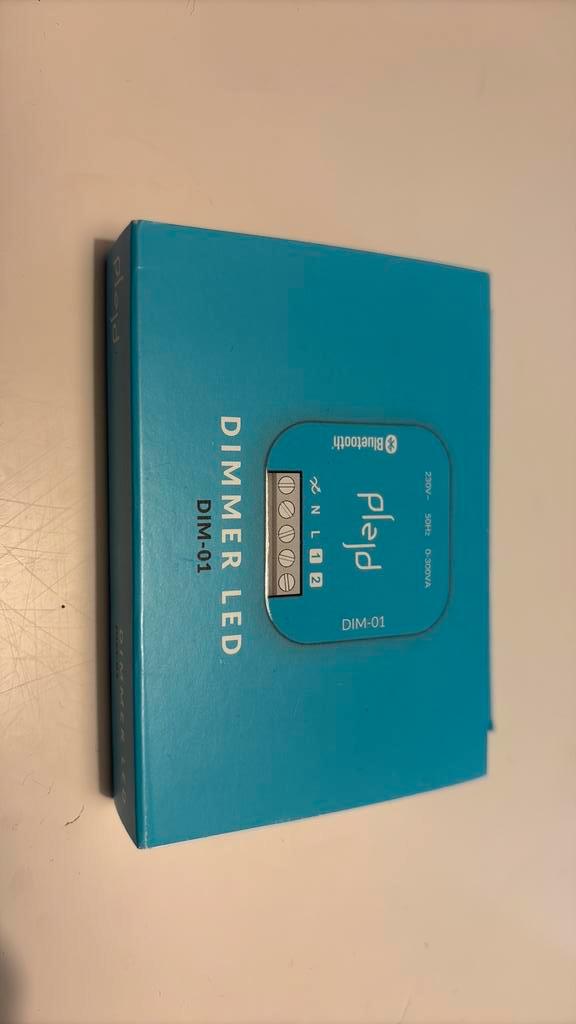 230V~ 50Hz 0-300VA
plejd
Bluetooth
DIM-01
N L 1 2
DIMMER LED
DIM-01
plejd
DIMMER LED